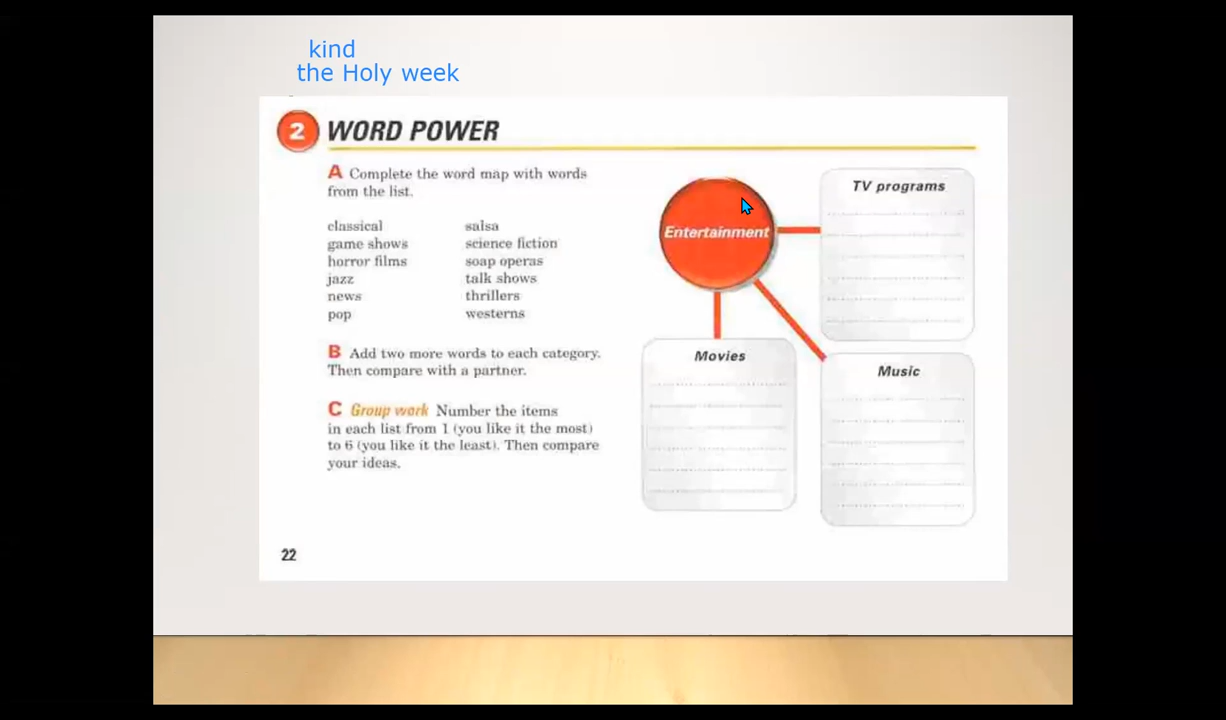 kind
the Holy week
2 WORD POWER
A Complete the word map with words
from the list.
classical
game shows
horror films
jazz
news
pop
salsa
science fiction
soap operas
talk shows
thrillers
westerns
B Add two more words to each category.
Then compare with a partner.
C Group work Number the items
in each list from 1 (you like it the most)
to 6 (you like it the least). Then compare
your ideas.
Entertainment
TV programs
Movies
Music
22